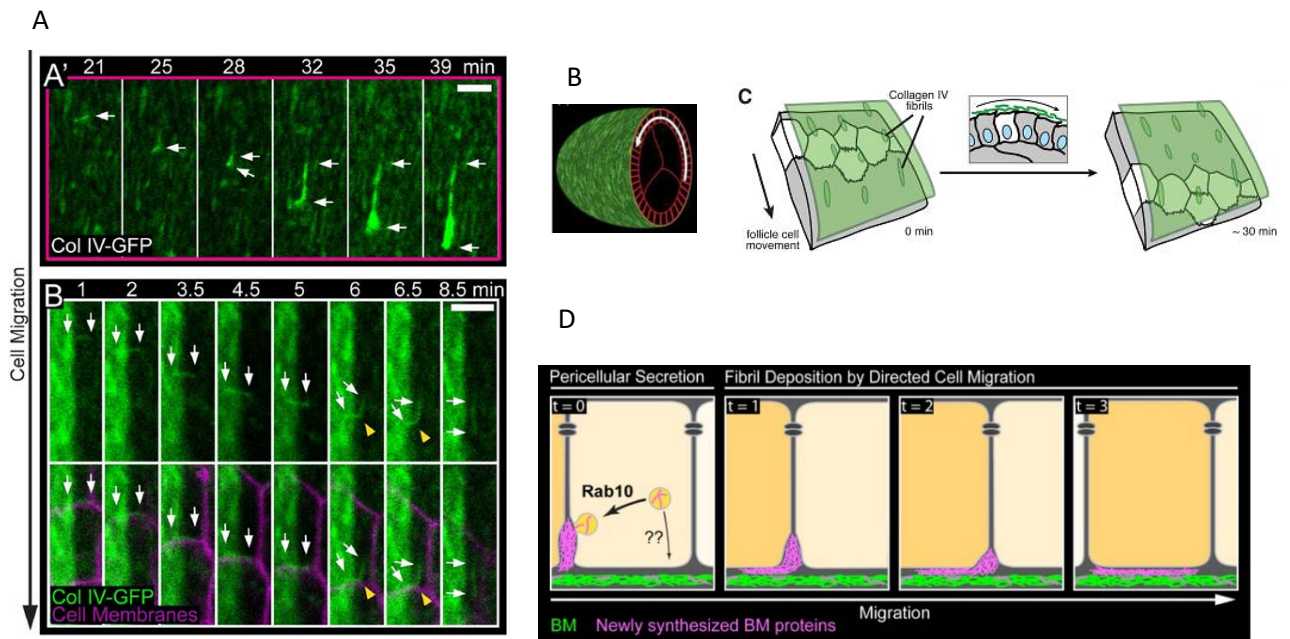 A
A' 21 25 28 32 35 39 min
Col IV-GFP
Cell Migration
B 1 2 3.5 4.5 5 6 6.5 8.5 min
Col IV-GFP
Cell Membranes
B
C
Collagen IV
fibrils
follicle cell
movement
0 min
~ 30 min
D
Pericellular Secretion
Fibril Deposition by Directed Cell Migration
t = 0
t = 1
t = 2
t = 3
Rab10
??
Migration
BM Newly synthesized BM proteins